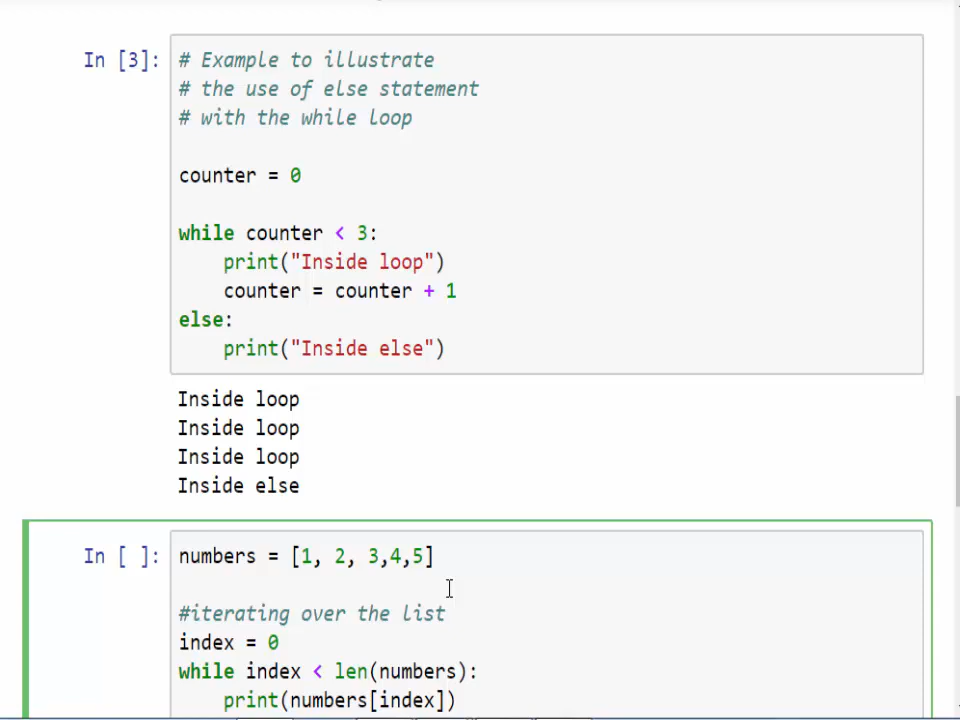 In [3]: # Example to illustrate
# the use of else statement
# with the while loop
counter = 0
while counter < 3:
    print("Inside loop")
    counter = counter + 1
else:
    print("Inside else")
Inside loop
Inside loop
Inside loop
Inside else
In [ ]: numbers = [1, 2, 3,4,5]
#iterating over the list
index = 0
while index < len(numbers):
    print(numbers[index])